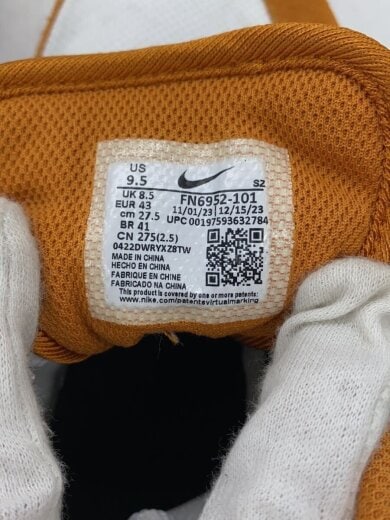 US
9.5
S2
UK 8.5
EUR 43
cm 27.5
BR 41
CN 275(2.5)
FN6952-101
11/01/23 12/15/23
UPC 00197593632784
0422DWRYXZ8TW
MADE IN CHINA
HECHO EN CHINA
FABRIQUE EN CHINE
FABRICADO NA CHINA
This product is covered by one or more patents.
www.nike.com/patentsvirtualmarking